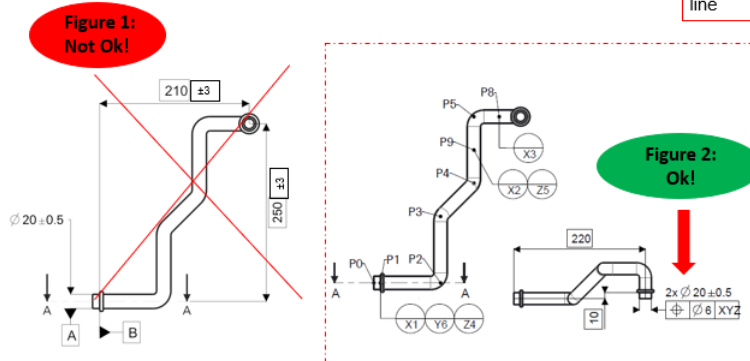 line
Figure 1:
Not Ok!
210 ±3
250 ±3
Ø 20 ±0.5
A
A
A
B
P5
P8
X3
P9
X2
Z5
P4
P3
P0
P1
P2
A
A
X1
Y6
Z4
Figure 2:
Ok!
220
10
2x Ø 20 ±0.5
⌖ Ø 6 XYZ